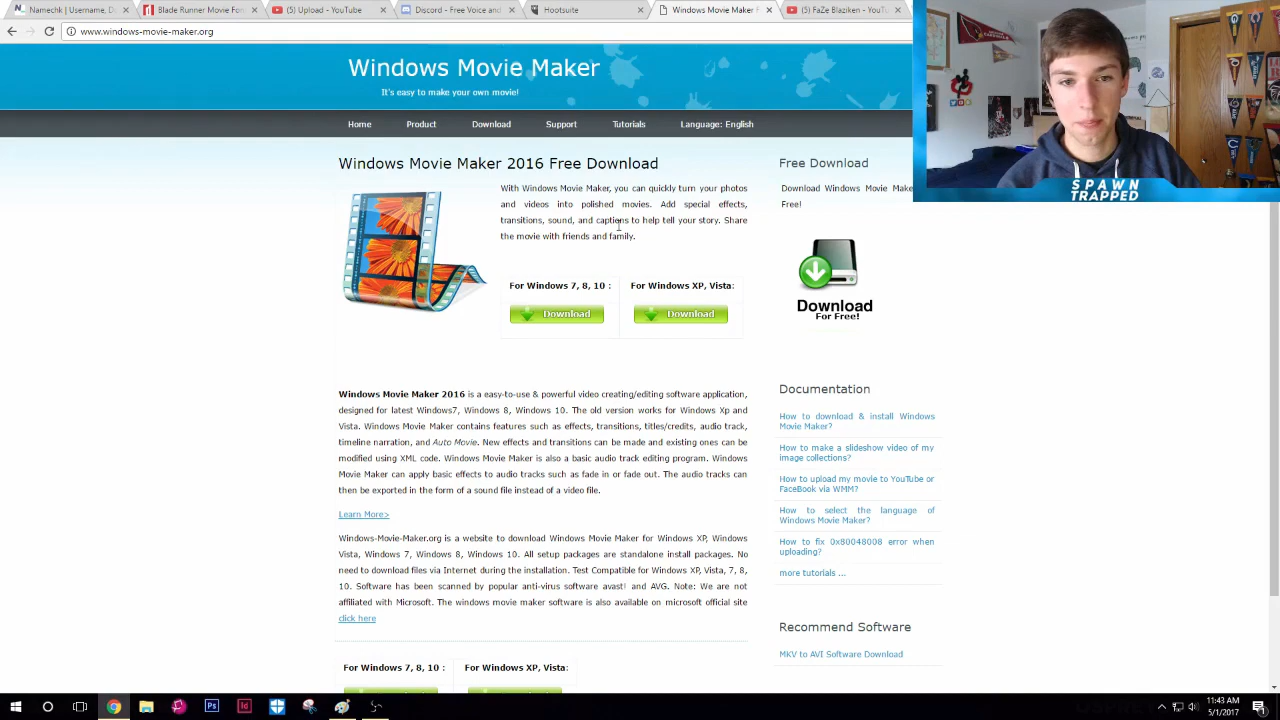 Namechk | Username, D
Blade Runner Movie Fon
(5) Upload - YouTube
Discord - Free Voice and
Hootsuite
Windows Movie Maker
(5) FaZe Blaziken - YouTu
www.windows-movie-maker.org
Windows Movie Maker
It's easy to make your own movie!
Home Product Download Support Tutorials Language: English
Windows Movie Maker 2016 Free Download
With Windows Movie Maker, you can quickly turn your photos
and videos into polished movies. Add special effects,
transitions, sound, and captions to help tell your story. Share
the movie with friends and family.
For Windows 7, 8, 10 :
For Windows XP, Vista:
Download
Download
Windows Movie Maker 2016 is a easy-to-use & powerful video creating/editing software application,
designed for latest Windows7, Windows 8, Windows 10. The old version works for Windows Xp and
Vista. Windows Movie Maker contains features such as effects, transitions, titles/credits, audio track,
timeline narration, and Auto Movie. New effects and transitions can be made and existing ones can be
modified using XML code. Windows Movie Maker is also a basic audio track editing program. Windows
Movie Maker can apply basic effects to audio tracks such as fade in or fade out. The audio tracks can
then be exported in the form of a sound file instead of a video file.
Learn More>
Windows-Movie-Maker.org is a website to download Windows Movie Maker for Windows XP, Windows
Vista, Windows 7, Windows 8, Windows 10. All setup packages are standalone install packages. No
need to download files via Internet during the installation. Test Compatible for Windows XP, Vista, 7, 8,
10. Software has been scanned by popular anti-virus software avast! and AVG. Note: We are not
affiliated with Microsoft. The windows movie maker software is also available on microsoft official site
click here
For Windows 7, 8, 10 :
For Windows XP, Vista:
Free Download
Download Windows Movie Make
Free!
Download
For Free!
Documentation
How to download & install Windows
Movie Maker?
How to make a slideshow video of my
image collections?
How to upload my movie to YouTube or
FaceBook via WMM?
How to select the language of
Windows Movie Maker?
How to fix 0x80048008 error when
uploading?
more tutorials ...
Recommend Software
MKV to AVI Software Download
SPAWN
TRAPPED
Ps
Id
11:43 AM
5/1/2017